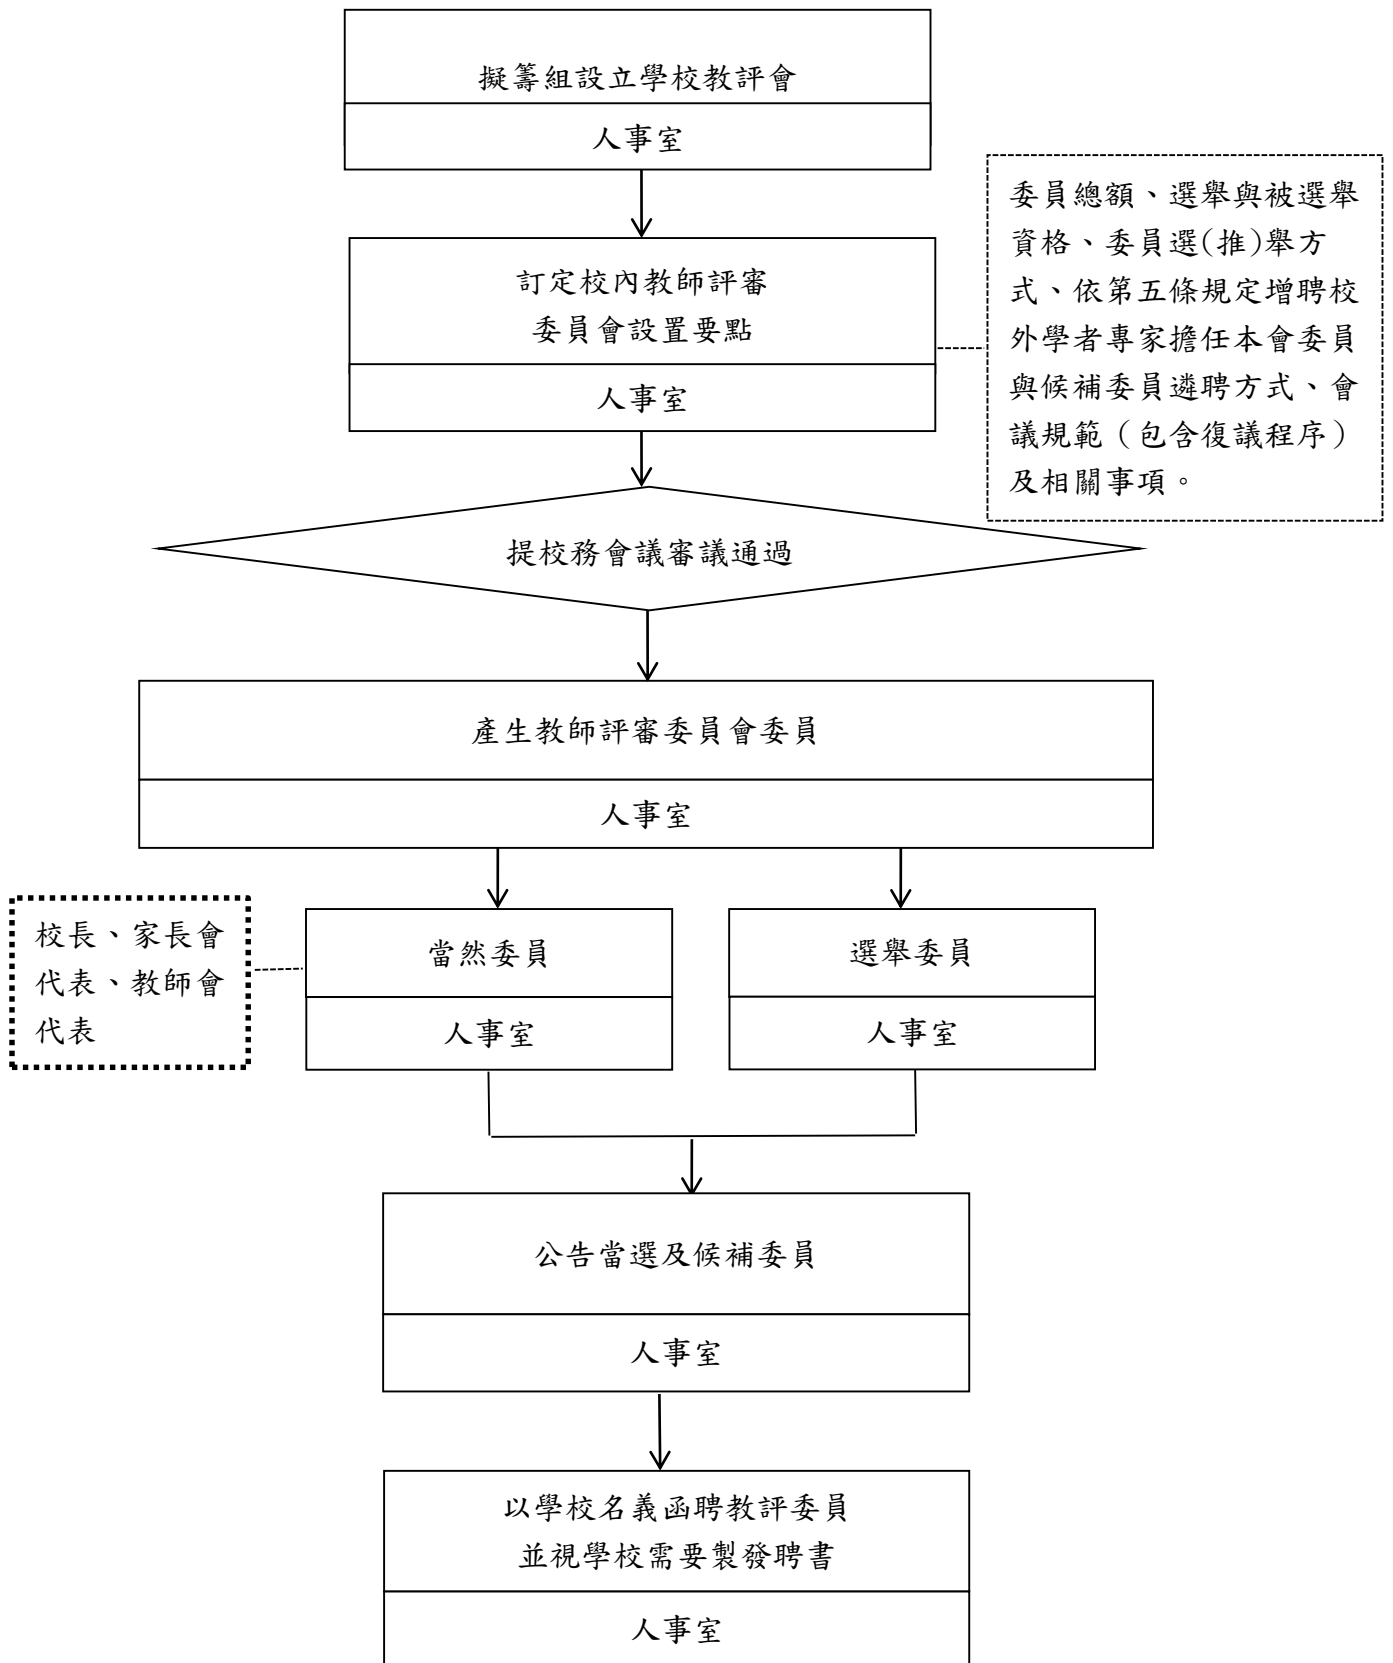 擬籌組設立學校教評會
人事室
訂定校內教師評審
委員會設置要點
人事室
委員總額、選舉與被選舉
資格、委員選(推)舉方
式、依第五條規定增聘校
外學者專家擔任本會委員
與候補委員遴聘方式、會
議規範（包含復議程序）
及相關事項。
提校務會議審議通過
產生教師評審委員會委員
人事室
校長、家長會
代表、教師會
代表
當然委員
人事室
選舉委員
人事室
公告當選及候補委員
人事室
以學校名義函聘教評委員
並視學校需要製發聘書
人事室